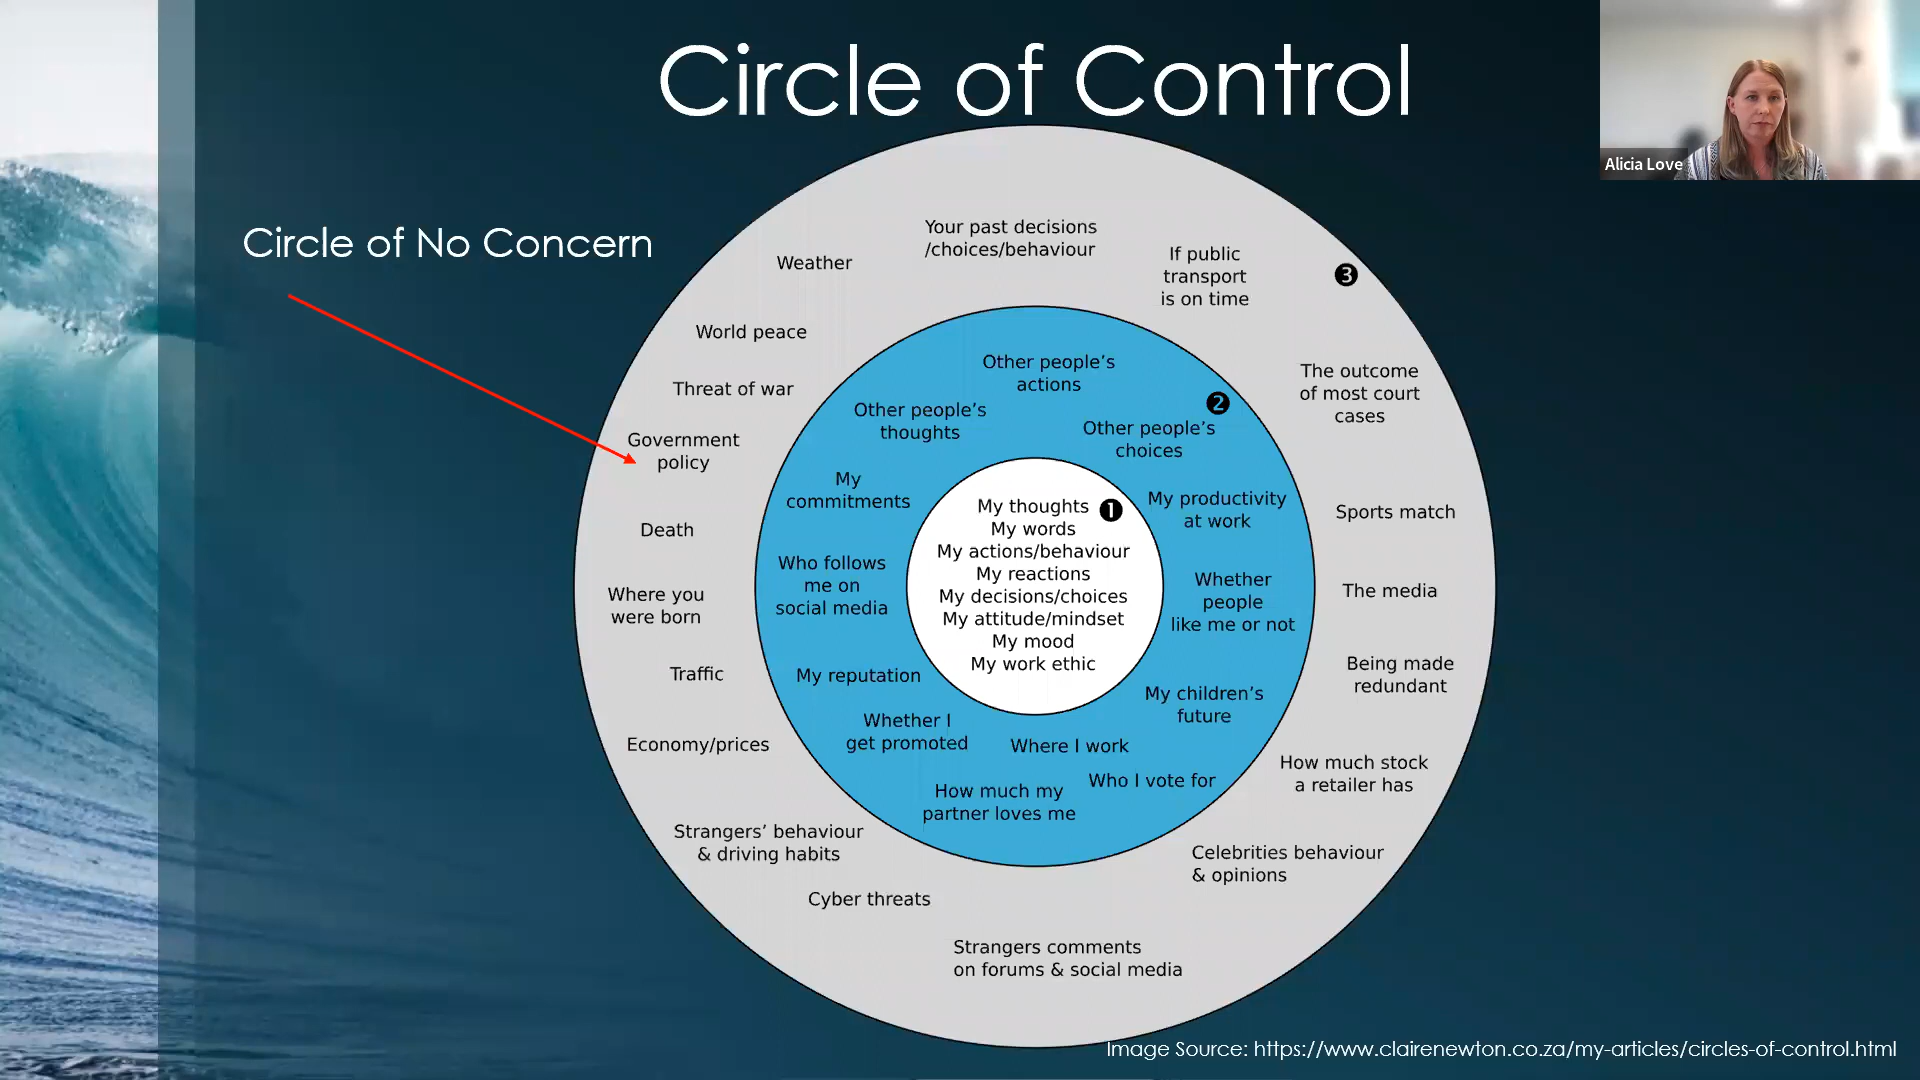 Circle of Control
Alicia Love
Circle of No Concern
Your past decisions
/choices/behaviour
Weather
If public
transport
is on time
❸
World peace
Threat of war
Government
policy
Death
Where you
were born
Traffic
Economy/prices
Strangers’ behaviour
& driving habits
Cyber threats
Strangers comments
on forums & social media
The outcome
of most court
cases
Sports match
The media
Being made
redundant
How much stock
a retailer has
Celebrities behaviour
& opinions
Other people’s
actions
❷
Other people’s
thoughts
Other people’s
choices
My
commitments
My productivity
at work
Who follows
me on
social media
Whether
people
like me or not
My reputation
My children’s
future
Whether I
get promoted
Where I work
Who I vote for
How much my
partner loves me
My thoughts ❶
My words
My actions/behaviour
My reactions
My decisions/choices
My attitude/mindset
My mood
My work ethic
Image Source: https://www.clairenewton.co.za/my-articles/circles-of-control.html